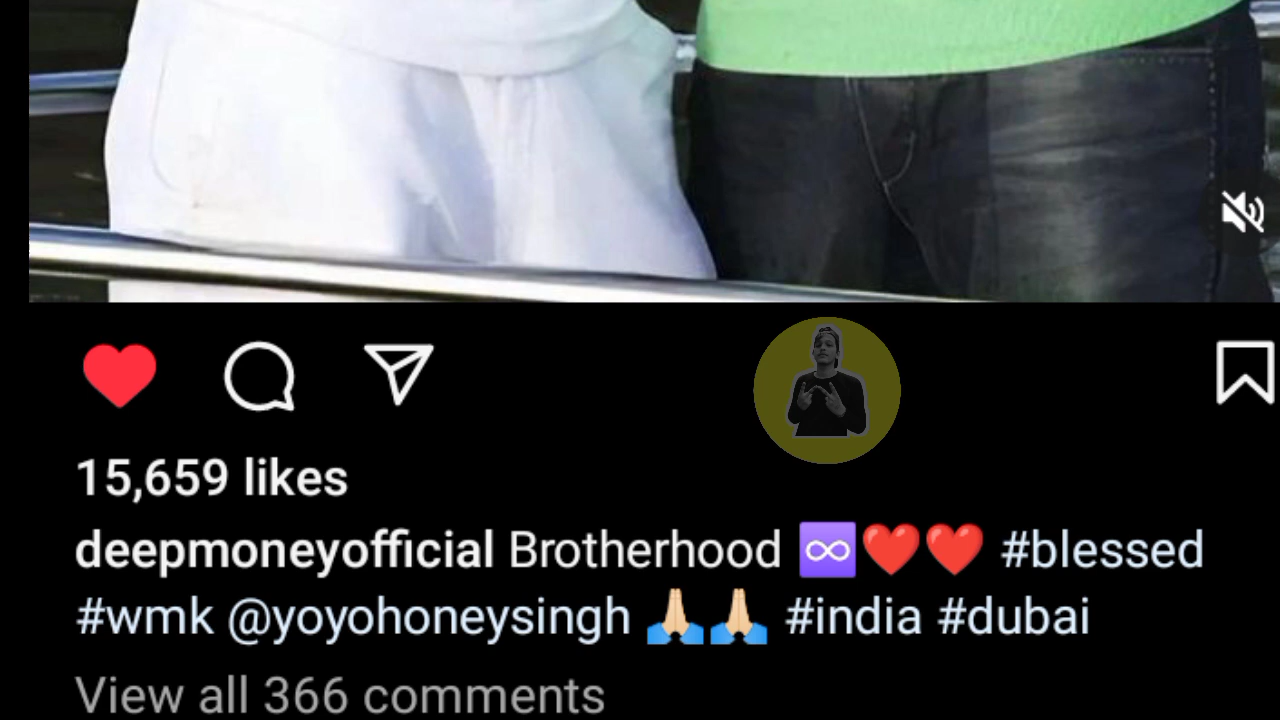 15,659 likes
deepmoneyofficial Brotherhood ♾️❤️❤️ #blessed
#wmk @yoyohoneysingh 🙏🏼🙏🏼 #india #dubai
View all 366 comments